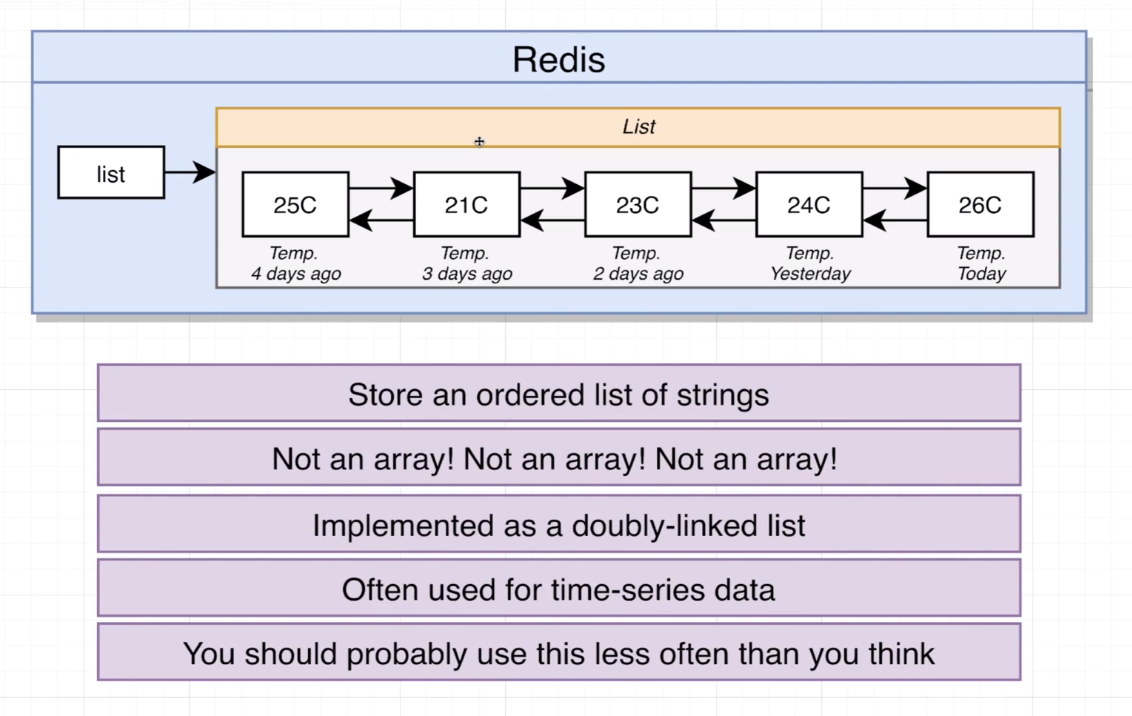 Redis
List
list
25C
21C
23C
24C
26C
Temp.
4 days ago
Temp.
3 days ago
Temp.
2 days ago
Temp.
Yesterday
Temp.
Today
Store an ordered list of strings
Not an array! Not an array! Not an array!
Implemented as a doubly-linked list
Often used for time-series data
You should probably use this less often than you think